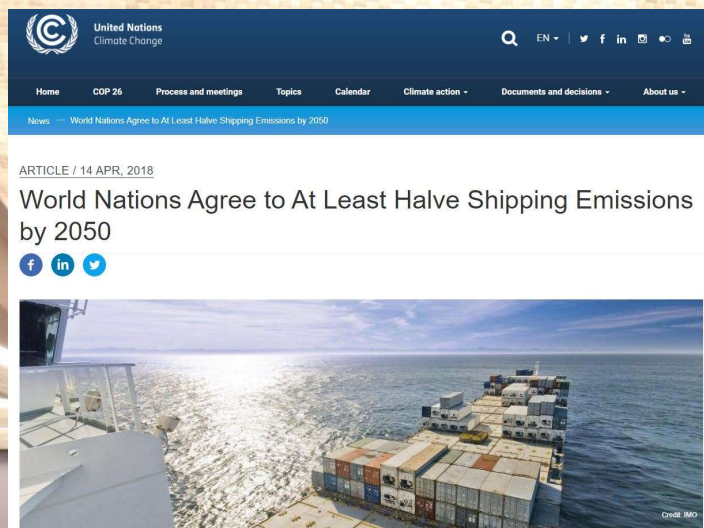 United Nations
Climate Change
EN
Home COP 26 Process and meetings Topics Calendar Climate action Documents and decisions About us
News ··· World Nations Agree to At Least Halve Shipping Emissions by 2050
ARTICLE / 14 APR, 2018
World Nations Agree to At Least Halve Shipping Emissions
by 2050
Credit: IMO